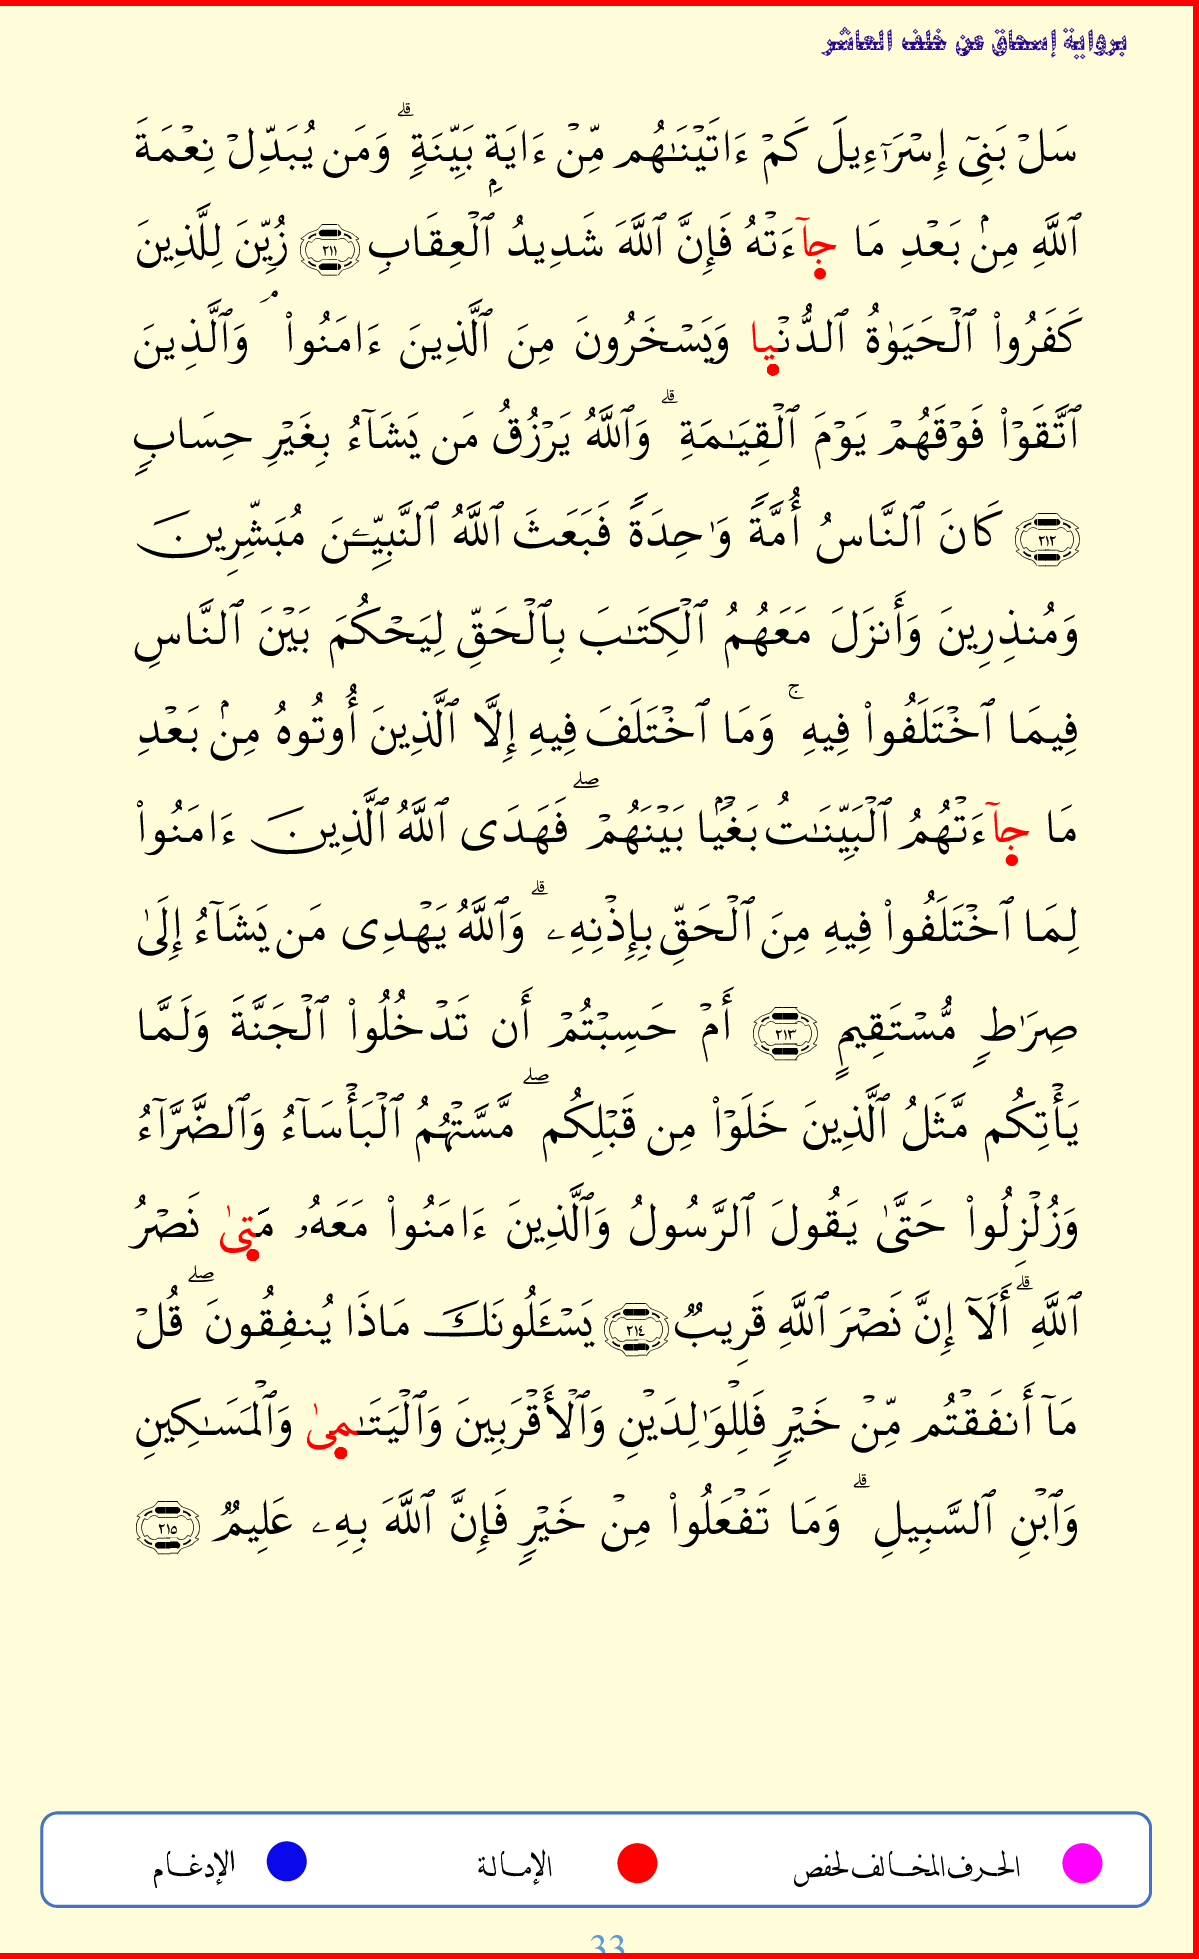 برواية إسحاق عن خلف العاشر
سَلْ بَنِىٓ إِسْرَٰٓءِيلَ كَمْ ءَاتَيْنَـٰهُم مِّنْ ءَايَةٍۭ بَيِّنَةٍ ۗ وَمَن يُبَدِّلْ نِعْمَةَ
ٱللَّهِ مِنۢ بَعْدِ مَا جآءَتْهُ فَإِنَّ ٱللَّهَ شَدِيدُ ٱلْعِقَابِ ٢١١ زُيِّنَ لِلَّذِينَ
كَفَرُوا۟ ٱلْحَيَوٰةُ ٱلدُّنْيا وَيَسْخَرُونَ مِنَ ٱلَّذِينَ ءَامَنُوا۟ ۘ وَٱلَّذِينَ
ٱتَّقَوْا۟ فَوْقَهُمْ يَوْمَ ٱلْقِيَـٰمَةِ ۗ وَٱللَّهُ يَرْزُقُ مَن يَشَآءُ بِغَيْرِ حِسَابٍ
٢١٢ كَانَ ٱلنَّاسُ أُمَّةً وَٰحِدَةً فَبَعَثَ ٱللَّهُ ٱلنَّبِيِّـۧنَ مُبَشِّرِينَ
وَمُنذِرِينَ وَأَنزَلَ مَعَهُمُ ٱلْكِتَـٰبَ بِٱلْحَقِّ لِيَحْكُمَ بَيْنَ ٱلنَّاسِ
فِيمَا ٱخْتَلَفُوا۟ فِيهِ ۚ وَمَا ٱخْتَلَفَ فِيهِ إِلَّا ٱلَّذِينَ أُوتُوهُ مِنۢ بَعْدِ
مَا جآءَتْهُمُ ٱلْبَيِّنَـٰتُ بَغْيًۢا بَيْنَهُمْ ۖ فَهَدَى ٱللَّهُ ٱلَّذِينَ ءَامَنُوا۟
لِمَا ٱخْتَلَفُوا۟ فِيهِ مِنَ ٱلْحَقِّ بِإِذْنِهِۦ ۗ وَٱللَّهُ يَهْدِى مَن يَشَآءُ إِلَىٰ
صِرَٰطٍ مُّسْتَقِيمٍ ٢١٣ أَمْ حَسِبْتُمْ أَن تَدْخُلُوا۟ ٱلْجَنَّةَ وَلَمَّا
يَأْتِكُم مَّثَلُ ٱلَّذِينَ خَلَوْا۟ مِن قَبْلِكُم ۖ مَّسَّتْهُمُ ٱلْبَأْسَآءُ وَٱلضَّرَّآءُ
وَزُلْزِلُوا۟ حَتَّىٰ يَقُولَ ٱلرَّسُولُ وَٱلَّذِينَ ءَامَنُوا۟ مَعَهُۥ مَتىٰ نَصْرُ
ٱللَّهِ ۗ أَلَآ إِنَّ نَصْرَ ٱللَّهِ قَرِيبٌ ٢١٤ يَسْـَٔلُونَكَ مَاذَا يُنفِقُونَ ۖ قُلْ
مَآ أَنفَقْتُم مِّنْ خَيْرٍ فَلِلْوَٰلِدَيْنِ وَٱلْأَقْرَبِينَ وَٱلْيَتَـٰمىٰ وَٱلْمَسَـٰكِينِ
وَٱبْنِ ٱلسَّبِيلِ ۗ وَمَا تَفْعَلُوا۟ مِنْ خَيْرٍ فَإِنَّ ٱللَّهَ بِهِۦ عَلِيمٌ ٢١٥
الحرف المخالف لحفص الإمالة الإدغام
33